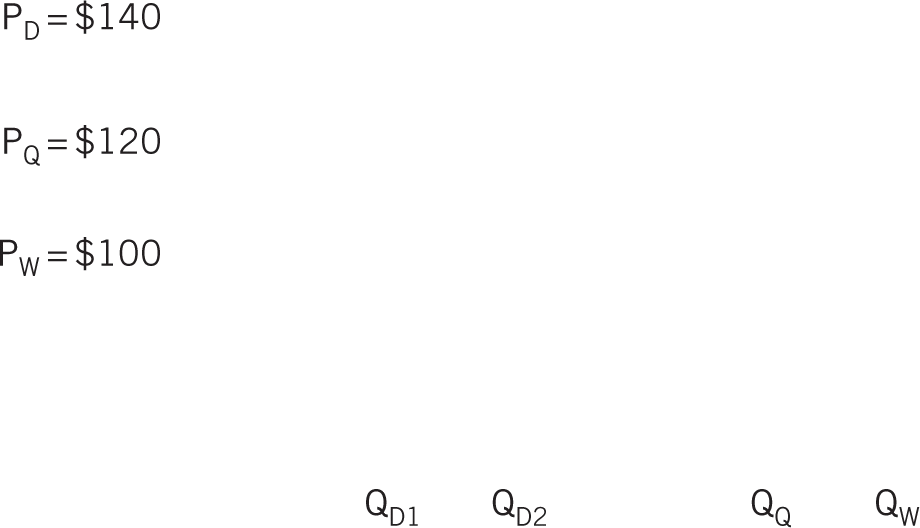 P_D = $140
P_Q = $120
P_W = $100
Q_D1 Q_D2 Q_Q Q_W